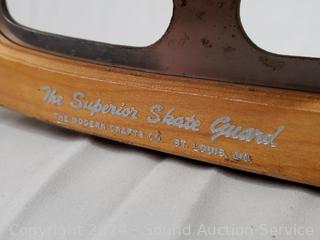 The Superior Skate Guard
THE MODERN CRAFTS CO. ST. LOUIS, MO.
Copyright 2024 - Sound Auction Service